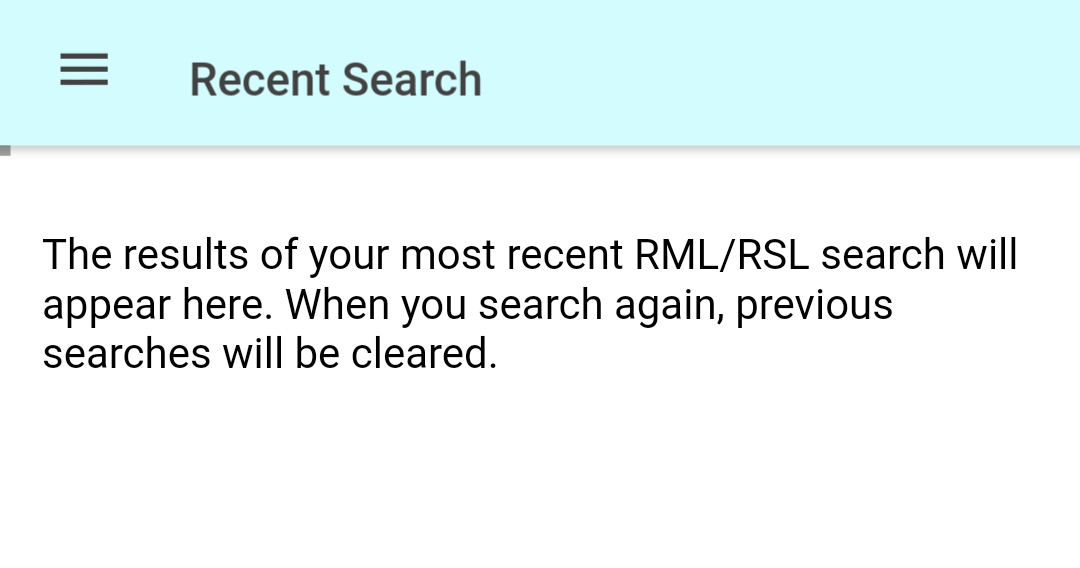 Recent Search
The results of your most recent RML/RSL search will
appear here. When you search again, previous
searches will be cleared.